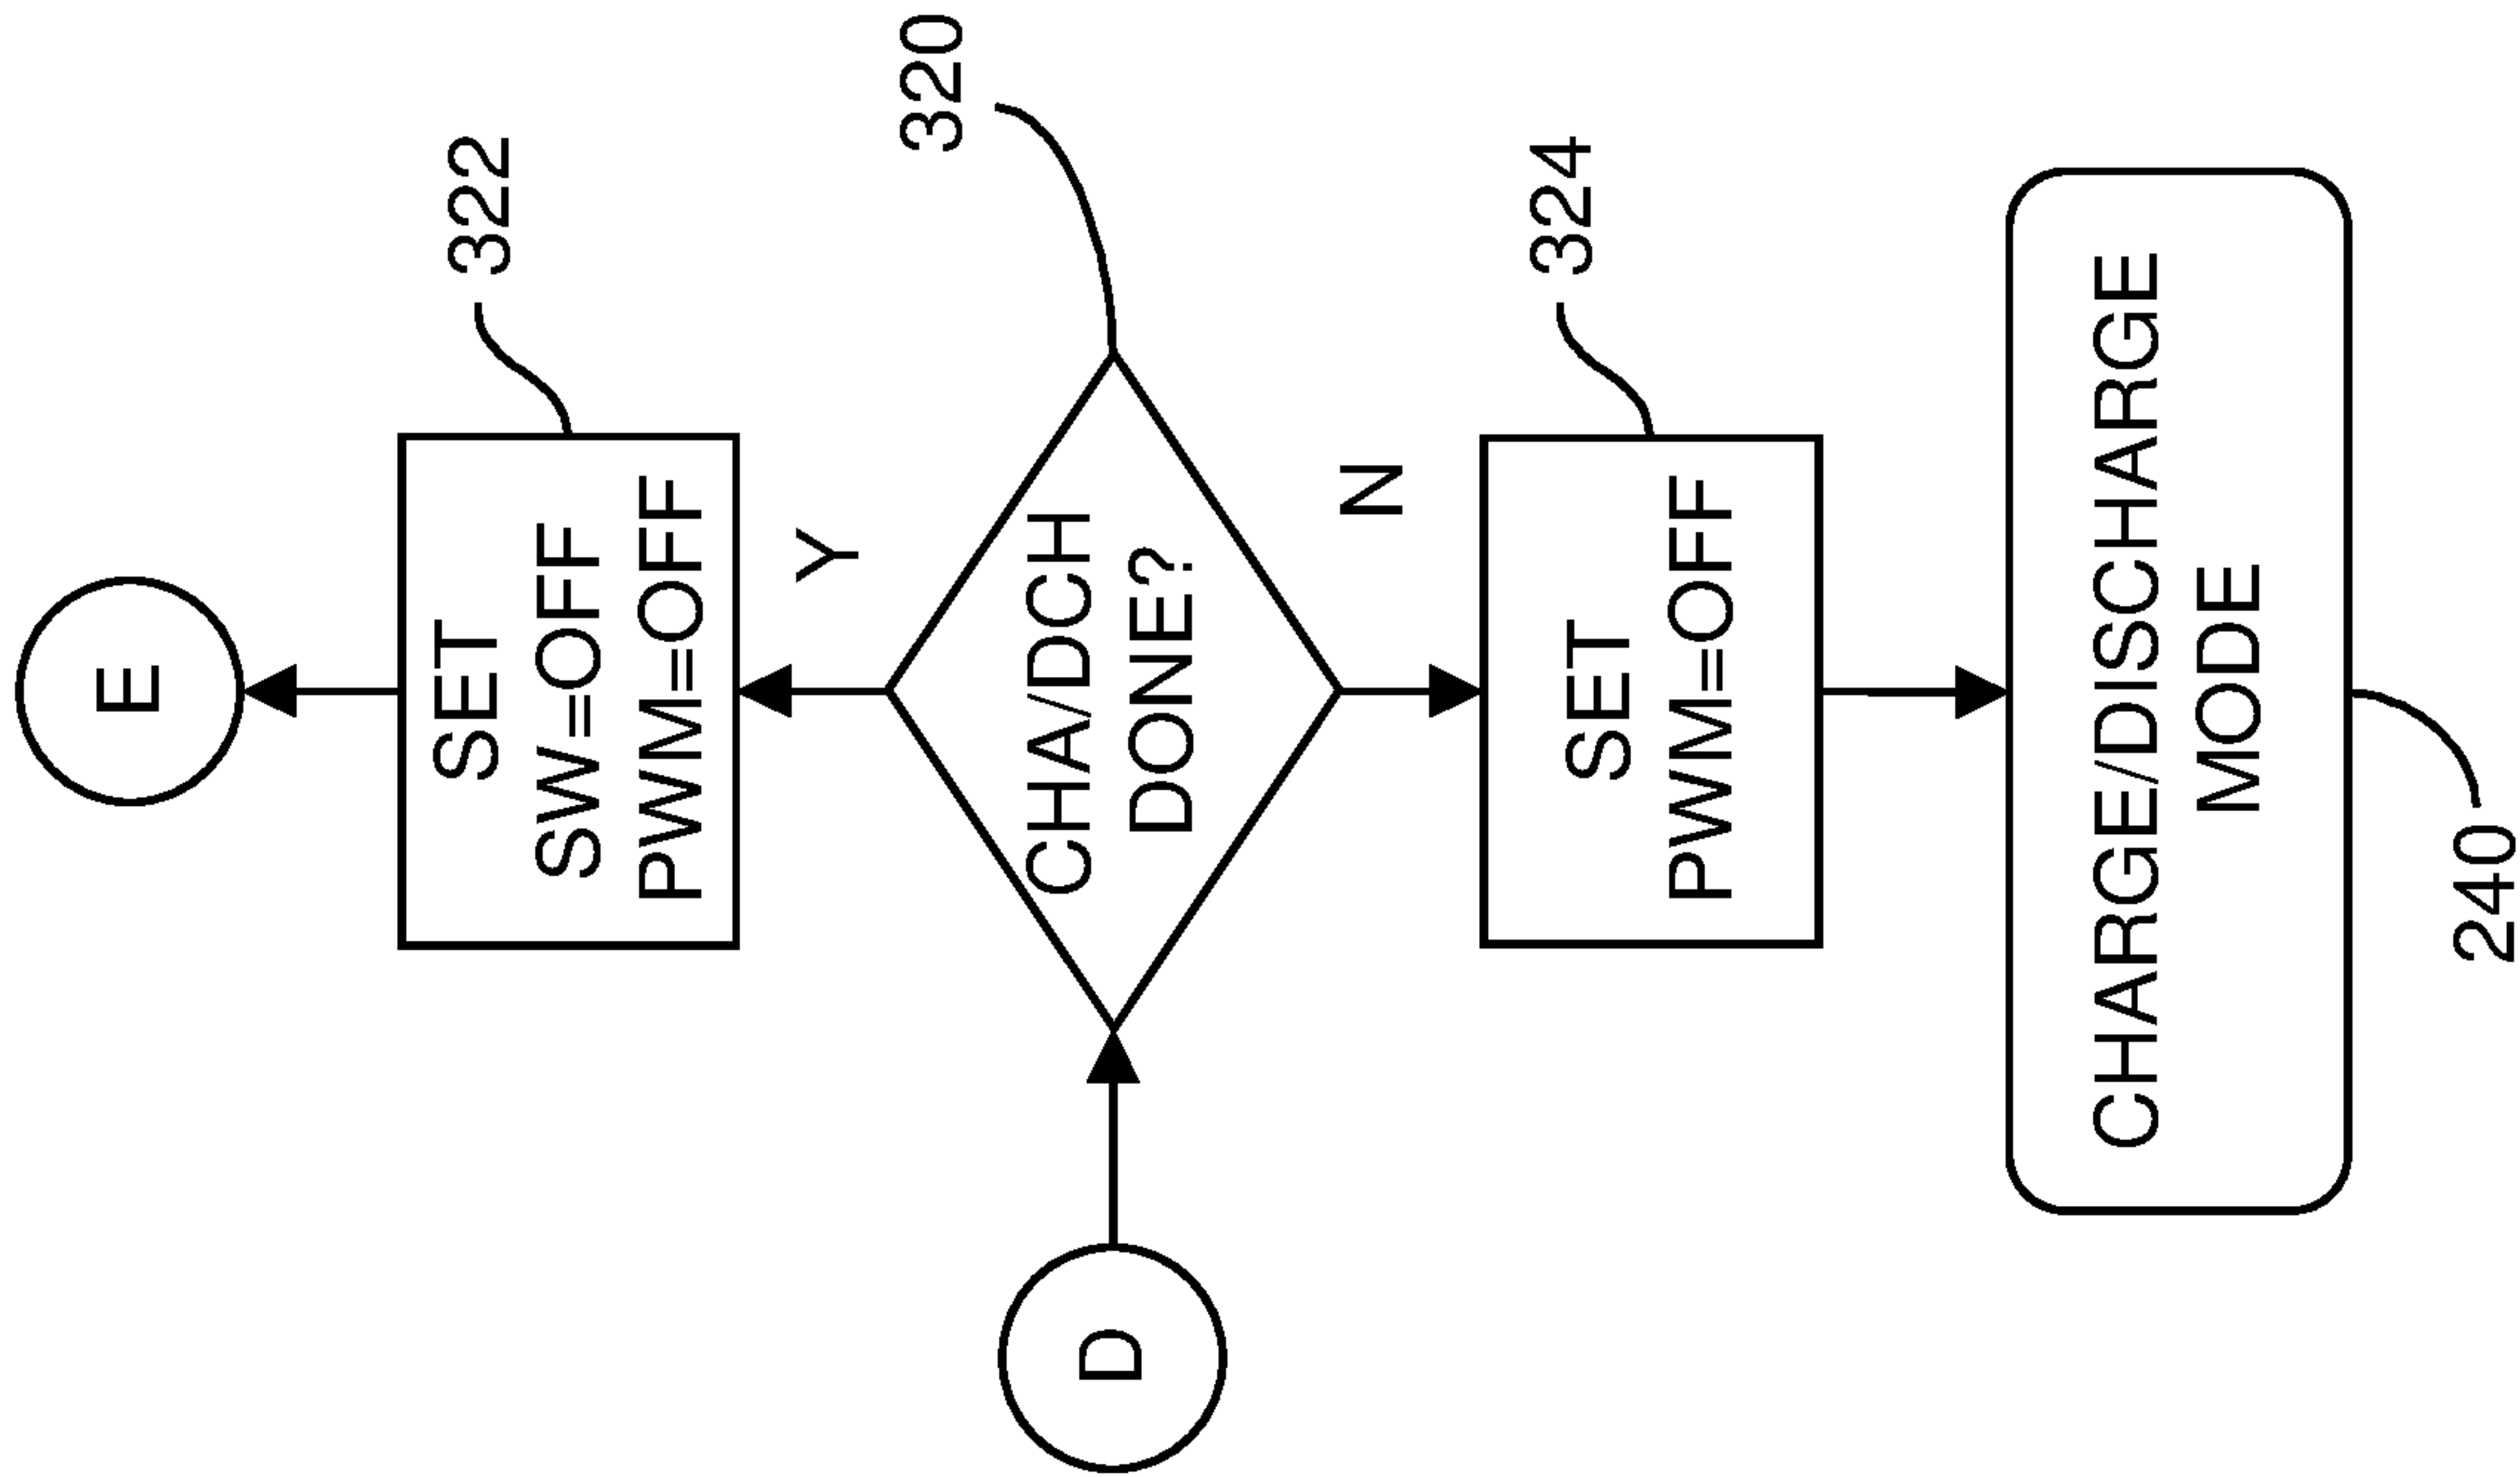 E
322
SET
SW=OFF
PWM=OFF
Y
320
CHA/DCH
DONE?
D
N
324
SET
PWM=OFF
CHARGE/DISCHARGE
MODE
240